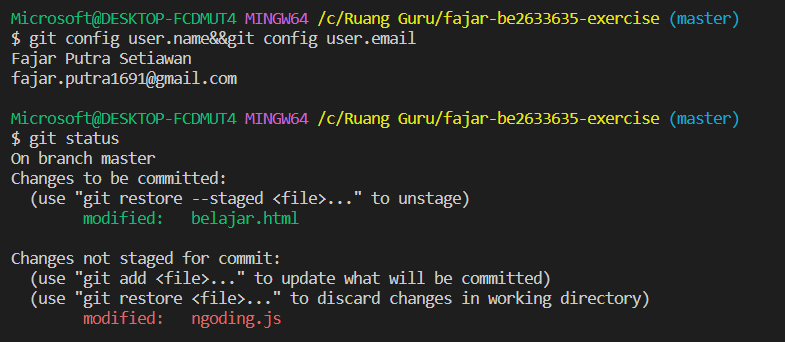 Microsoft@DESKTOP-FCDMUT4 MINGW64 /c/Ruang Guru/fajar-be2633635-exercise (master)
$ git config user.name&&git config user.email
Fajar Putra Setiawan
fajar.putra1691@gmail.com

Microsoft@DESKTOP-FCDMUT4 MINGW64 /c/Ruang Guru/fajar-be2633635-exercise (master)
$ git status
On branch master
Changes to be committed:
  (use "git restore --staged <file>..." to unstage)
        modified:   belajar.html

Changes not staged for commit:
  (use "git add <file>..." to update what will be committed)
  (use "git restore <file>..." to discard changes in working directory)
        modified:   ngoding.js